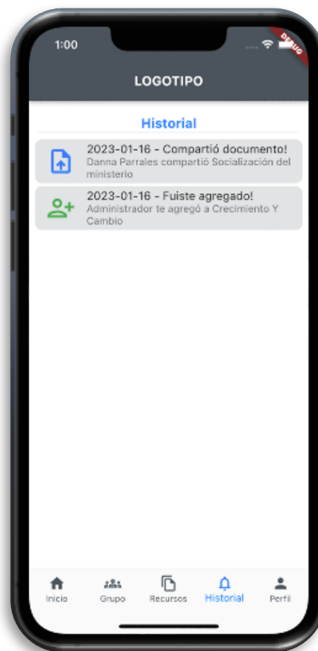 1:00
DEBUG
LOGOTIPO
Historial
2023-01-16 - Compartió documento!
Danna Parrales compartió Socialización del
ministerio
2023-01-16 - Fuiste agregado!
Administrador te agregó a Crecimiento Y
Cambio
Inicio Grupo Recursos Historial Perfil